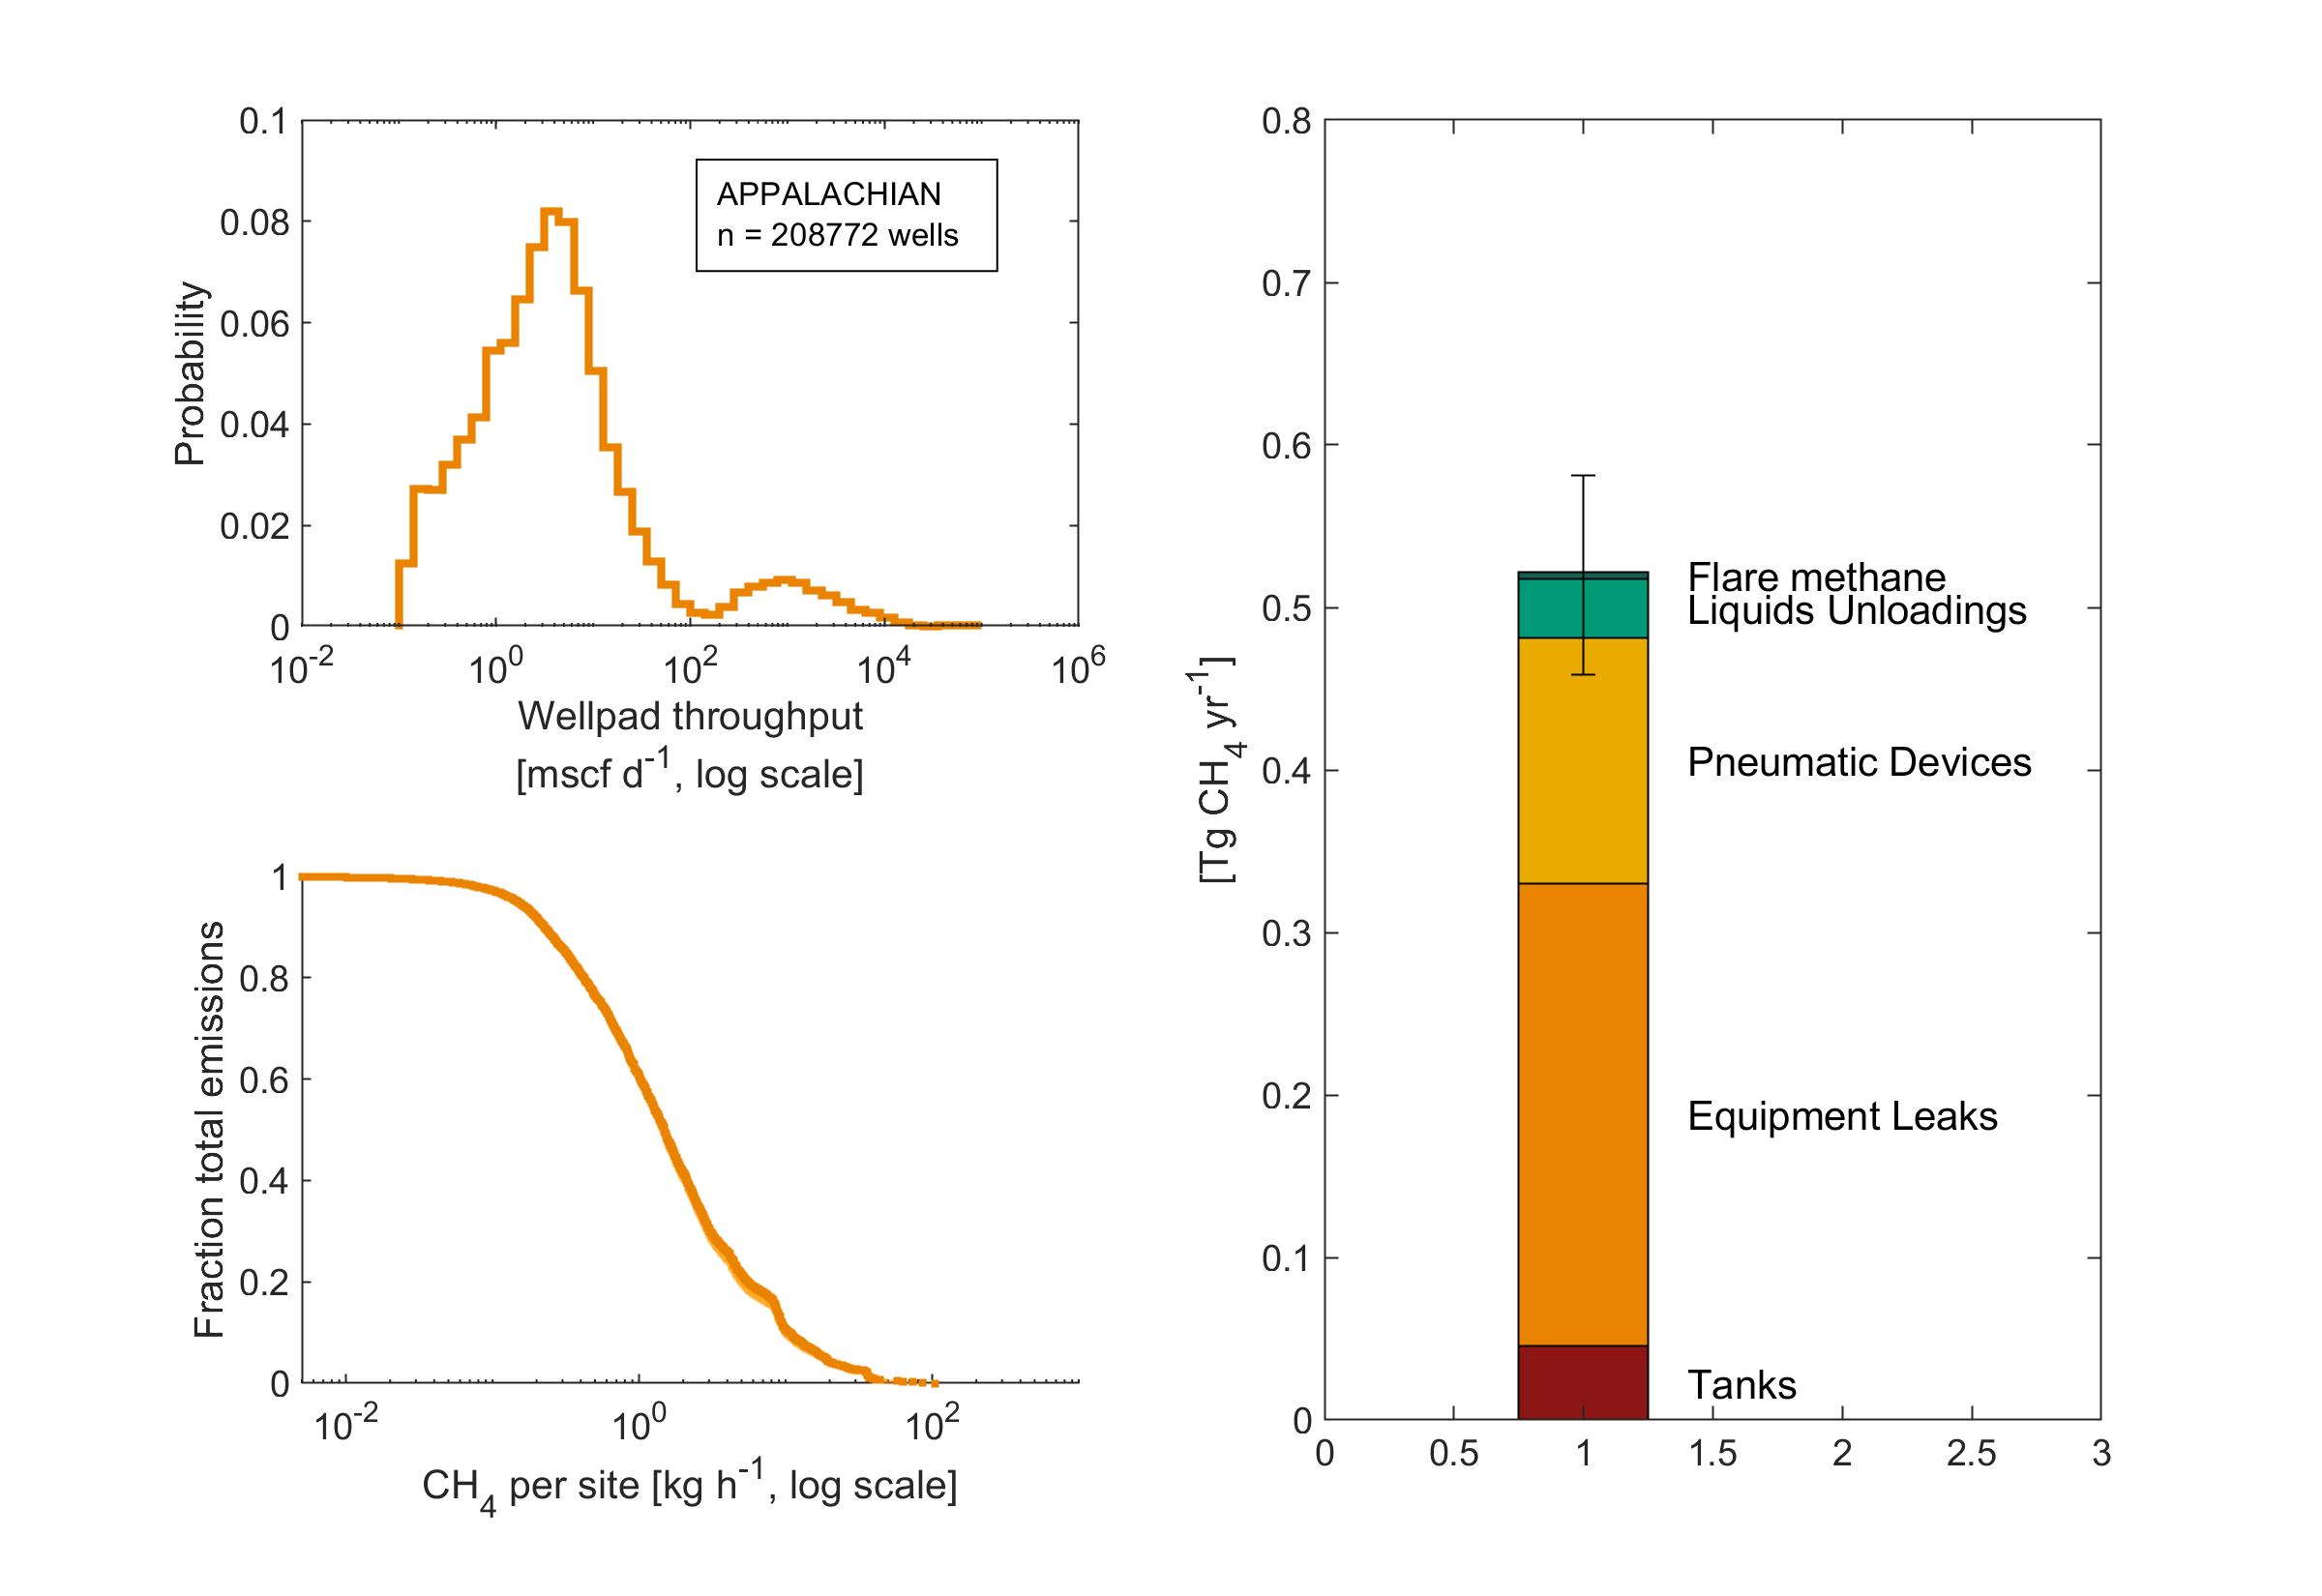 0.1
0.08
0.06
0.04
0.02
0
Probability
APPALACHIAN
n = 208772 wells
10-2
100
102
104
106
Wellpad throughput
[mscf d-1, log scale]
1
0.8
0.6
0.4
0.2
0
Fraction total emissions
10-2
100
102
CH4 per site [kg h-1, log scale]
0.8
0.7
0.6
0.5
0.4
0.3
0.2
0.1
0
[Tg CH4 yr-1]
Flare methane
Liquids Unloadings
Pneumatic Devices
Equipment Leaks
Tanks
0
0.5
1
1.5
2
2.5
3